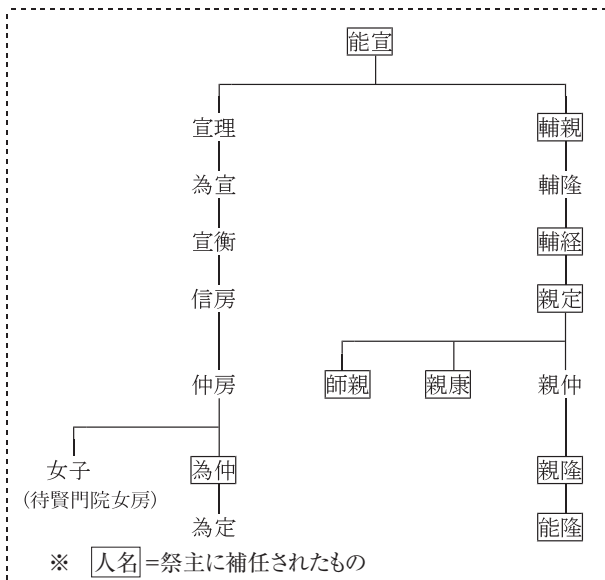 能宣
宣理 輔親
為宣 輔隆
宣衡 輔経
信房 親定
仲房 師親 親康 親仲
女子 為仲 親隆
(待賢門院女房)
為定 能隆
※ 人名=祭主に補任されたもの